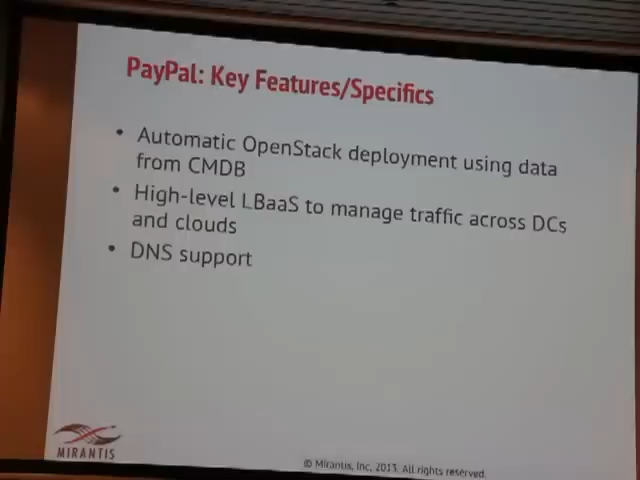 PayPal: Key Features/Specifics
• Automatic OpenStack deployment using data
from CMDB
• High-level LBaaS to manage traffic across DCs
and clouds
• DNS support
MIRANTIS
© Mirantis, Inc, 2013. All rights reserved.